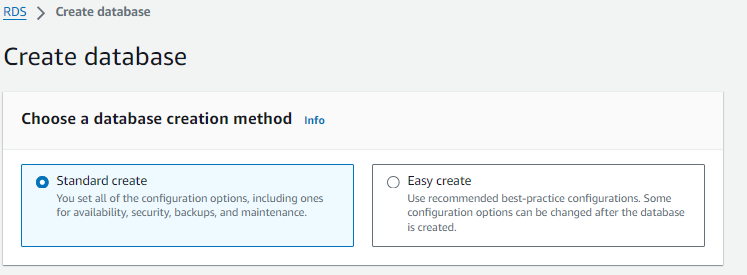 RDS > Create database
Create database
Choose a database creation method Info
Standard create
You set all of the configuration options, including ones
for availability, security, backups, and maintenance.
Easy create
Use recommended best-practice configurations. Some
configuration options can be changed after the database
is created.